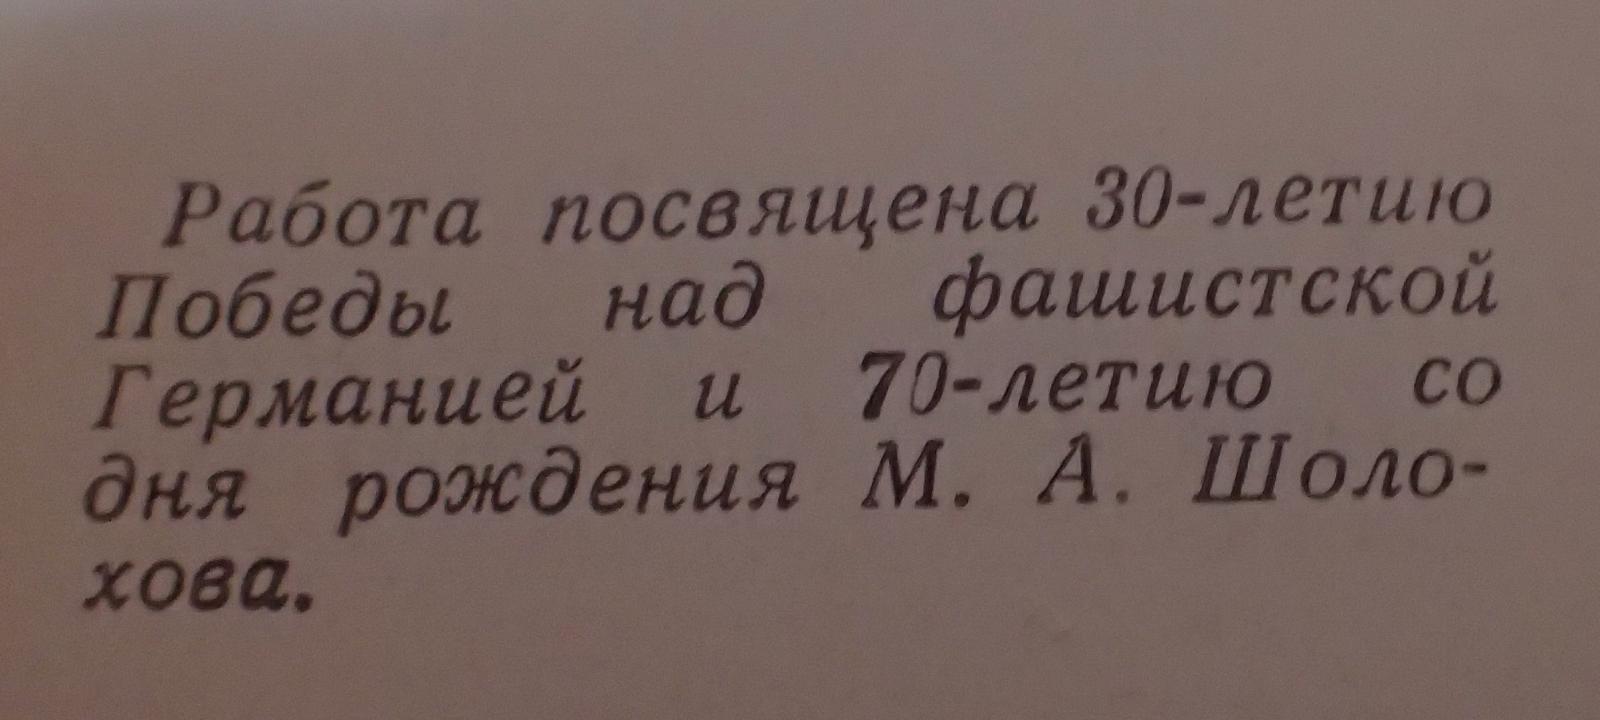 Работа посвящена 30-летию
Победы над фашистской
Германией и 70-летию со
дня рождения М. А. Шоло-
хова.